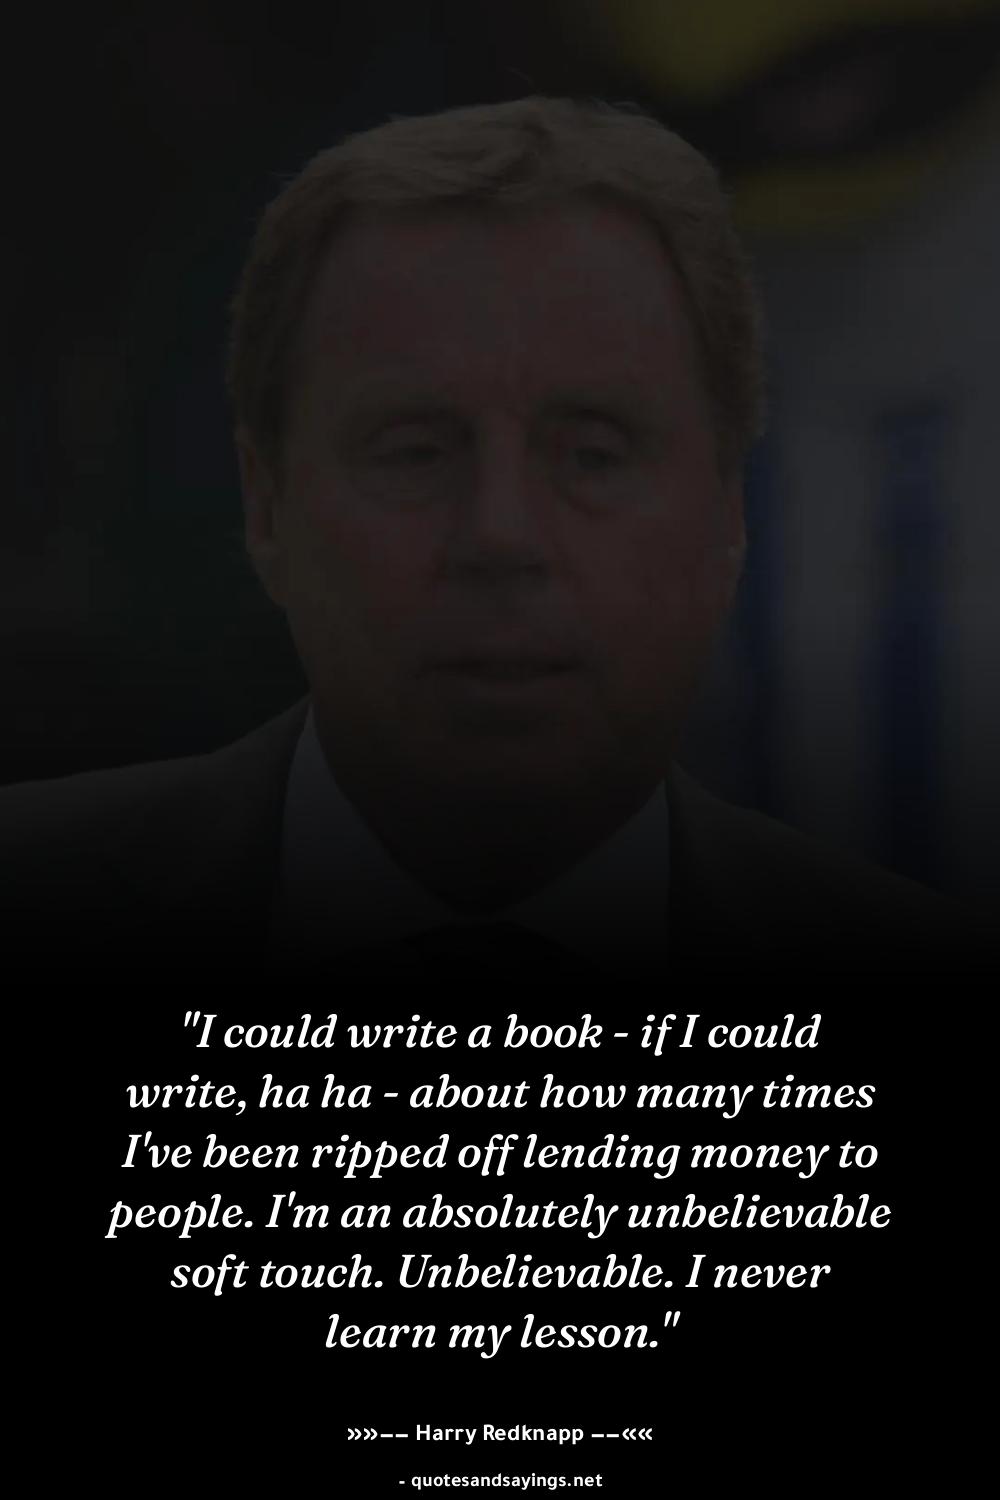 "I could write a book - if I could
write, ha ha - about how many times
I've been ripped off lending money to
people. I'm an absolutely unbelievable
soft touch. Unbelievable. I never
learn my lesson."
»»−− Harry Redknapp −−««
- quotesandsayings.net